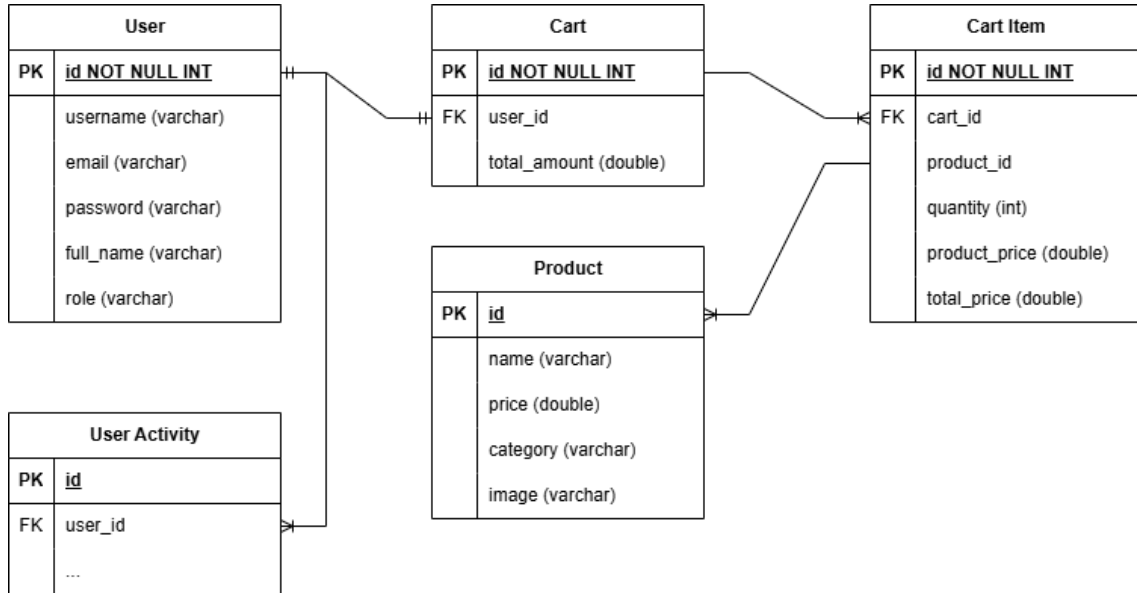 User
PK id NOT NULL INT
username (varchar)
email (varchar)
password (varchar)
full_name (varchar)
role (varchar)
Cart
PK id NOT NULL INT
FK user_id
total_amount (double)
Cart Item
PK id NOT NULL INT
FK cart_id
product_id
quantity (int)
product_price (double)
total_price (double)
Product
PK id
name (varchar)
price (double)
category (varchar)
image (varchar)
User Activity
PK id
FK user_id
...